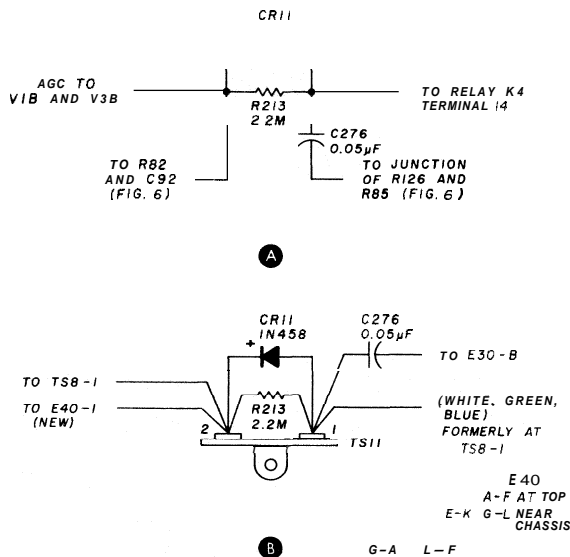 CR11
AGC TO
V1B AND V3B
TO RELAY K4
TERMINAL 14
R213
2.2M
C276
0.05µF
TO R82
AND C92
(FIG. 6)
TO JUNCTION
OF R126 AND
R85 (FIG. 6)
A
CR11
1N458
+
C276
0.05µF
TO E30-B
TO TS8-1
TO E40-1
(NEW)
R213
2.2M
2
1
TS11
(WHITE, GREEN,
BLUE)
FORMERLY AT
TS8-1
E40
A-F AT TOP
E-K G-L NEAR
CHASSIS
B
G-A L-F